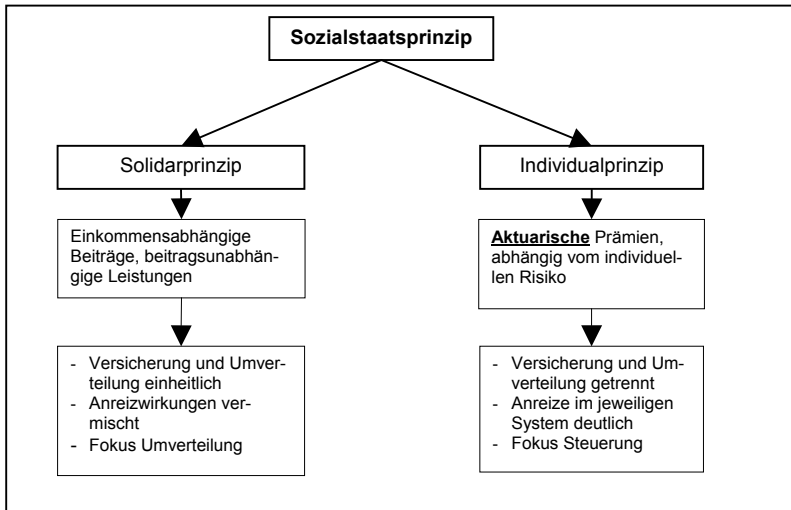 Sozialstaatsprinzip
Solidarprinzip
Einkommensabhängige
Beiträge, beitragsunabhän-
gige Leistungen
- Versicherung und Umver-
teilung einheitlich
- Anreizwirkungen ver-
mischt
- Fokus Umverteilung
Individualprinzip
Aktuarische Prämien,
abhängig vom individuel-
len Risiko
- Versicherung und Um-
verteilung getrennt
- Anreize im jeweiligen
System deutlich
- Fokus Steuerung